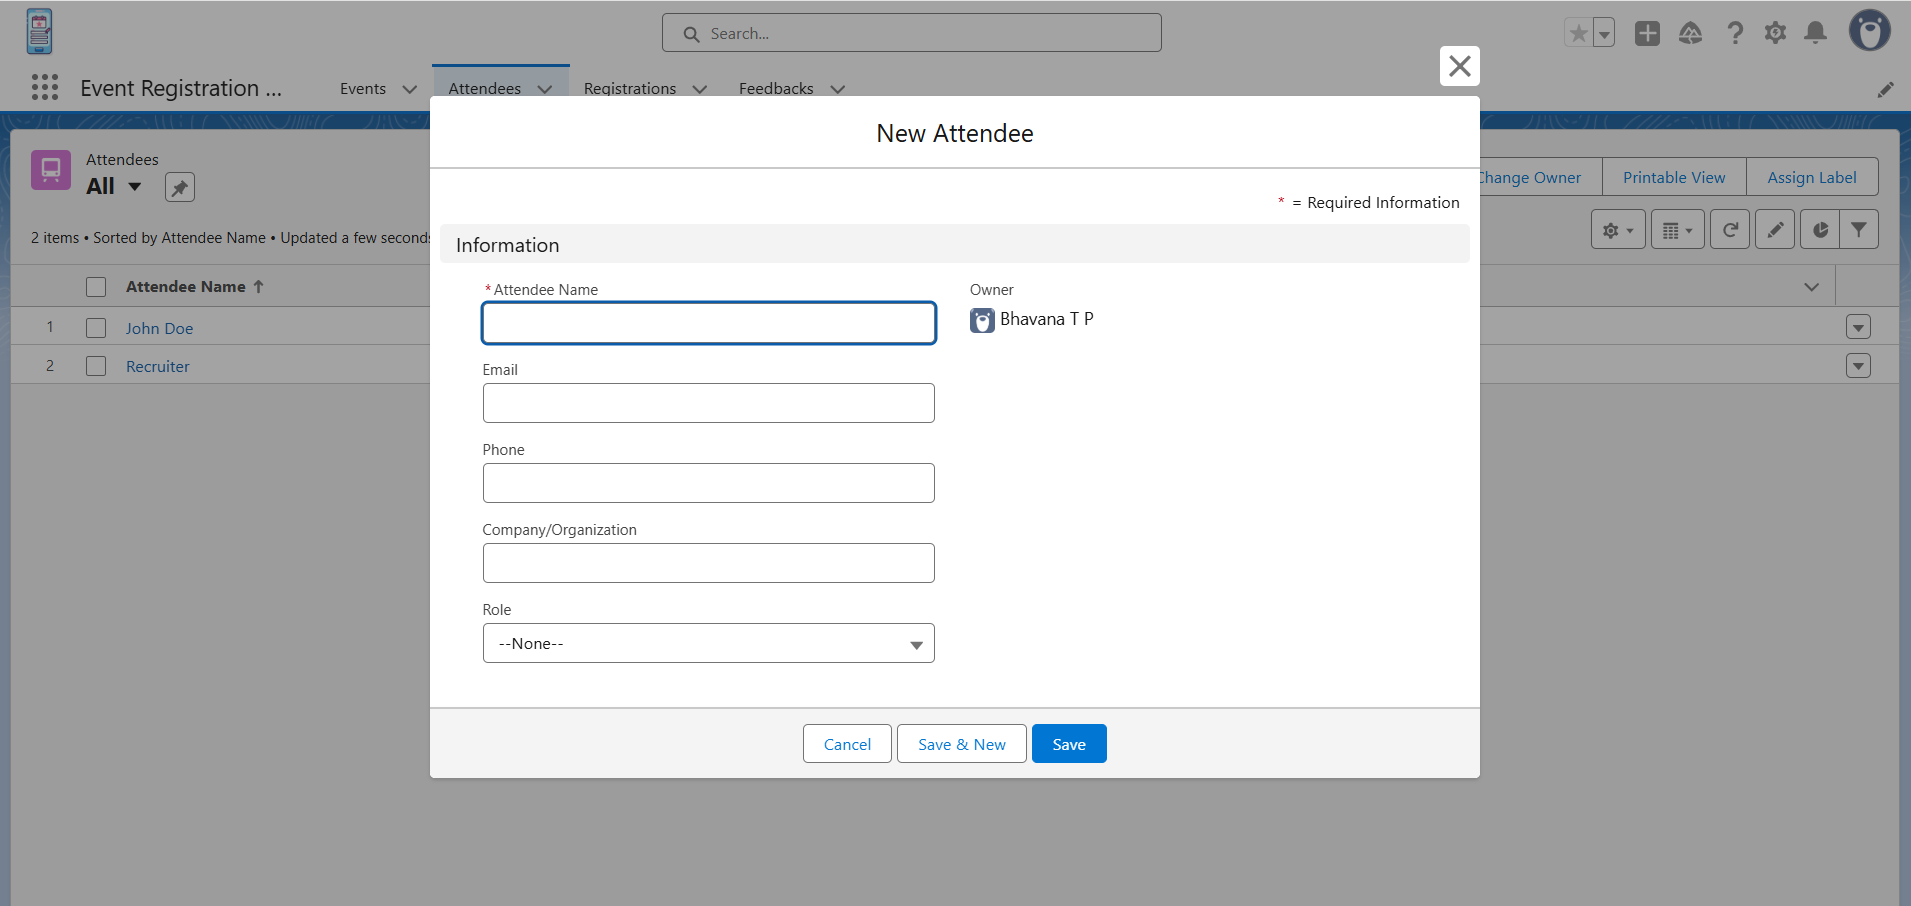 Search...
Event Registration ...
Events
Attendees
Registrations
Feedbacks
New Attendee
Attendees
All
Change Owner
Printable View
Assign Label
* = Required Information
2 items • Sorted by Attendee Name • Updated a few seconds
Information
Attendee Name ↑
*Attendee Name
Owner
Bhavana T P
1
John Doe
2
Recruiter
Email
Phone
Company/Organization
Role
--None--
Cancel
Save & New
Save